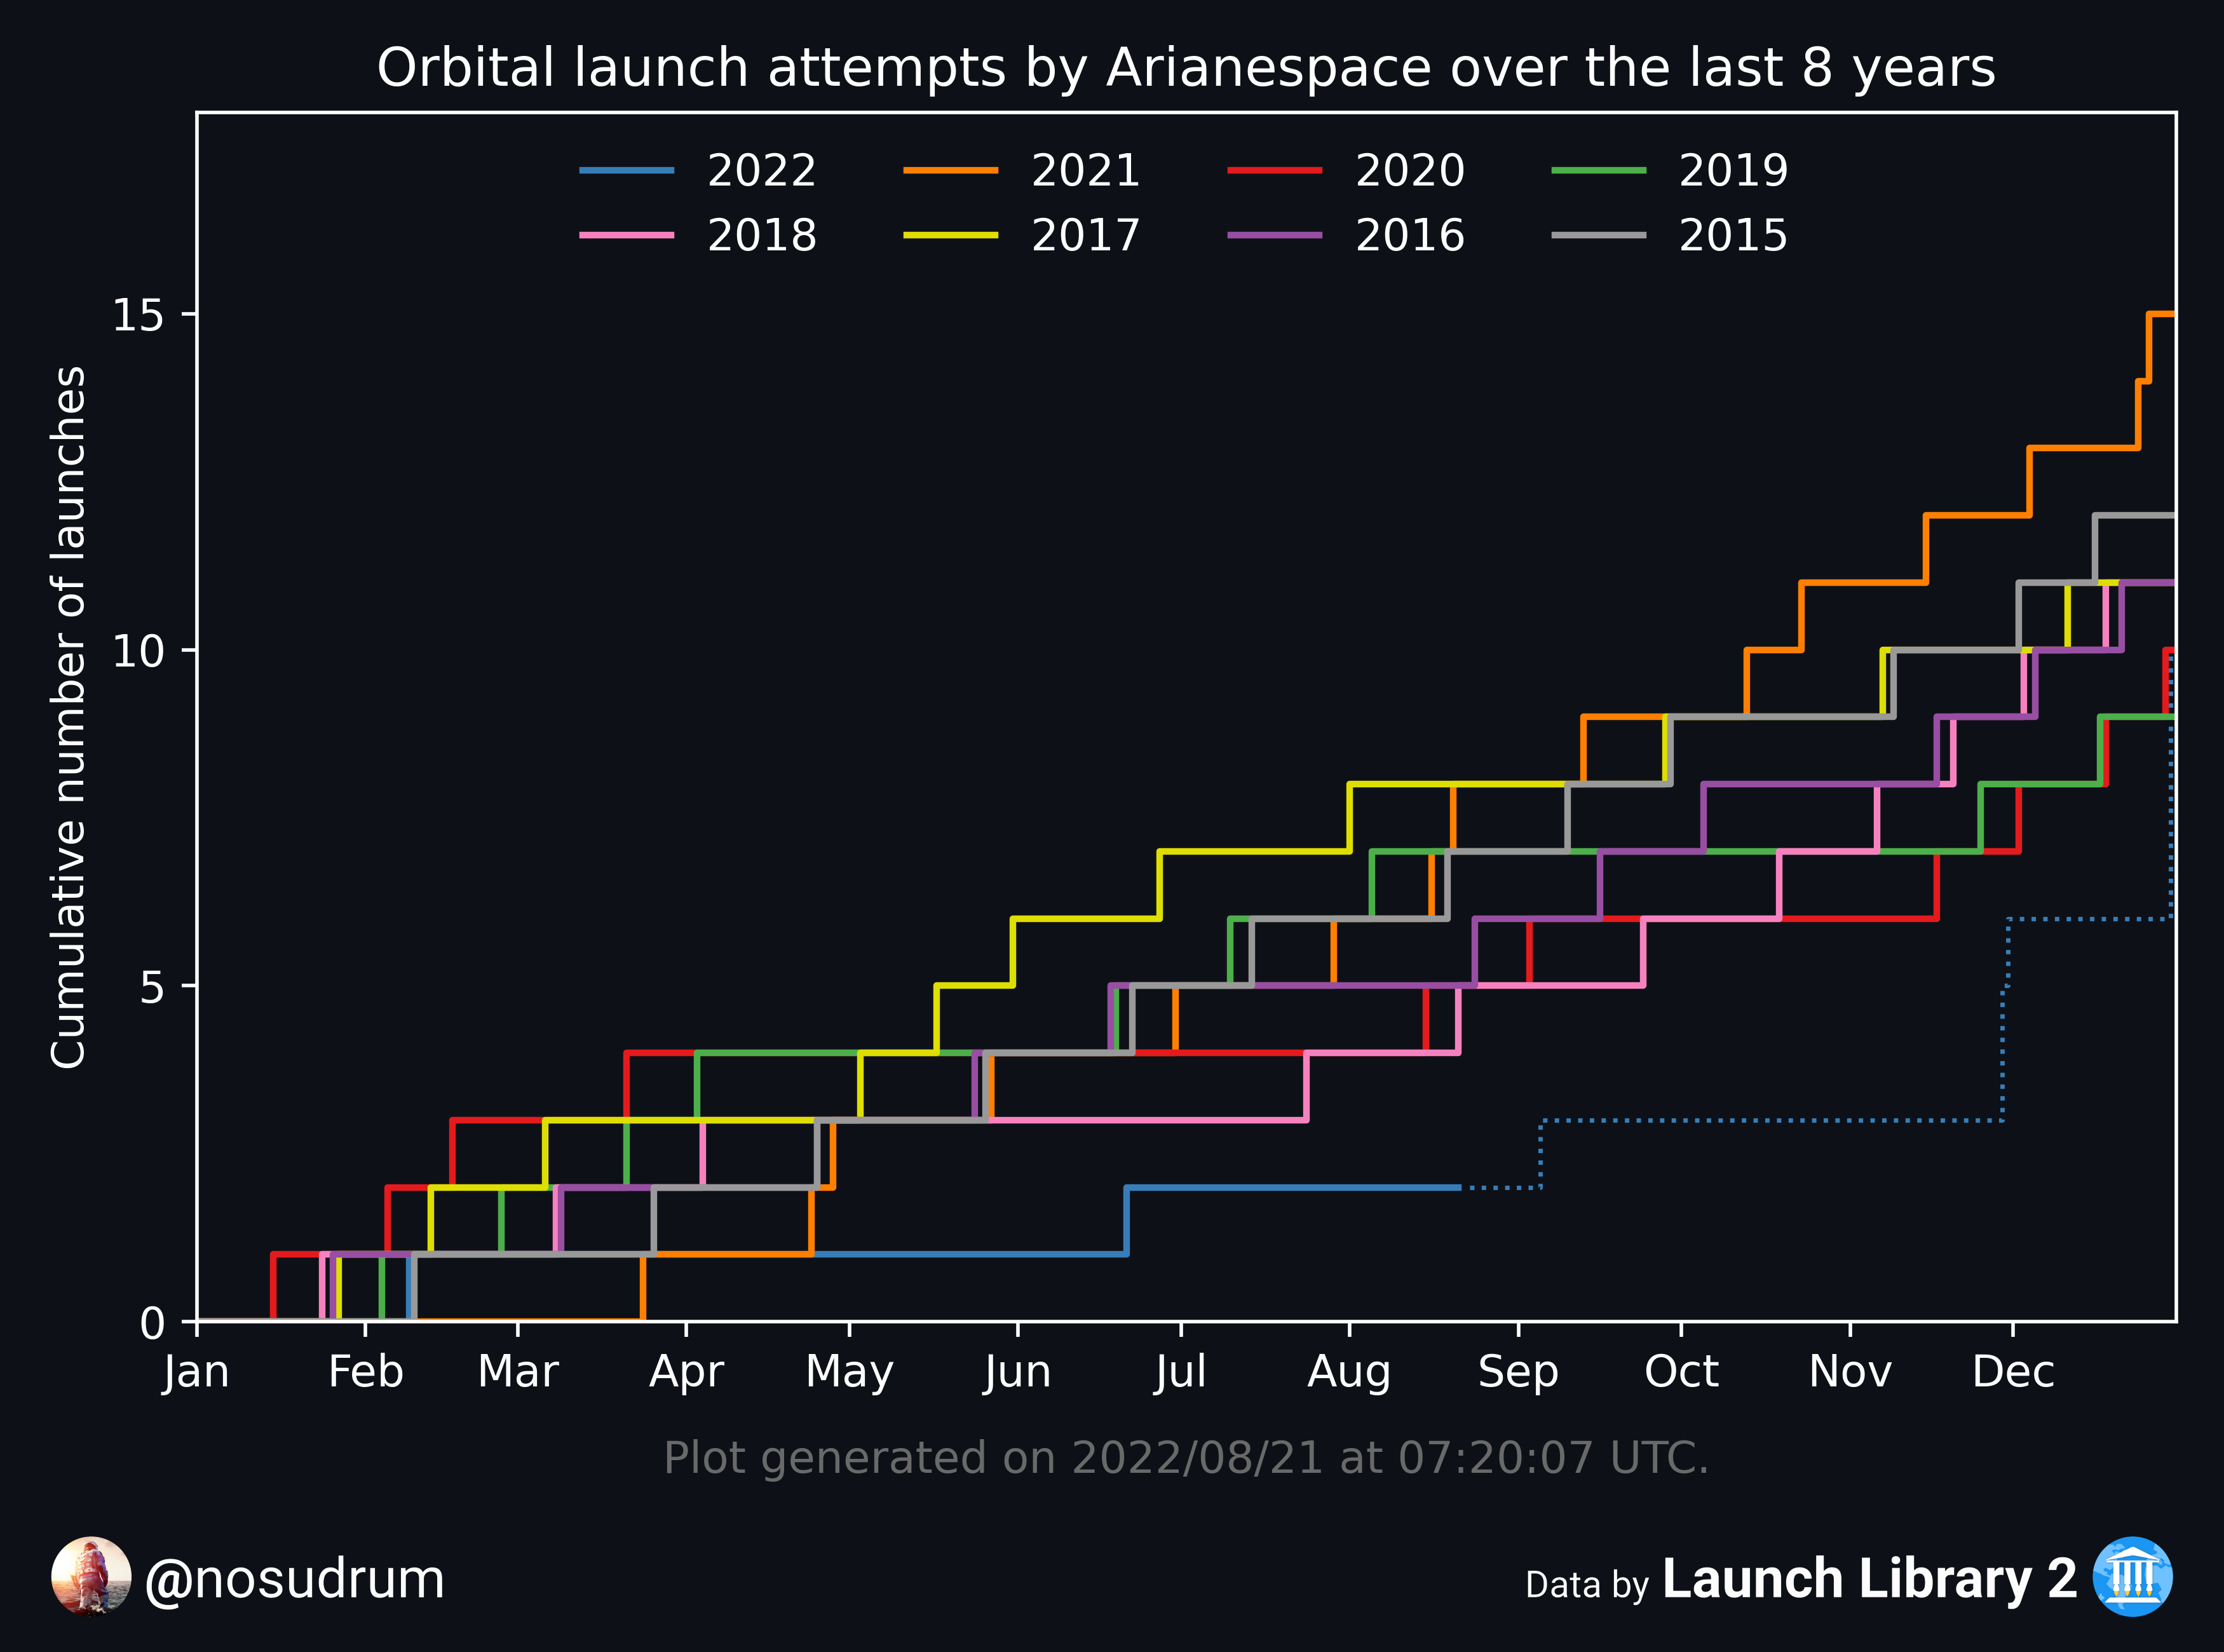 Orbital launch attempts by Arianespace over the last 8 years
2022 2021 2020 2019
2018 2017 2016 2015
Cumulative number of launches
15
10
5
0
Jan Feb Mar Apr May Jun Jul Aug Sep Oct Nov Dec
Plot generated on 2022/08/21 at 07:20:07 UTC.
@nosudrum
Data by Launch Library 2